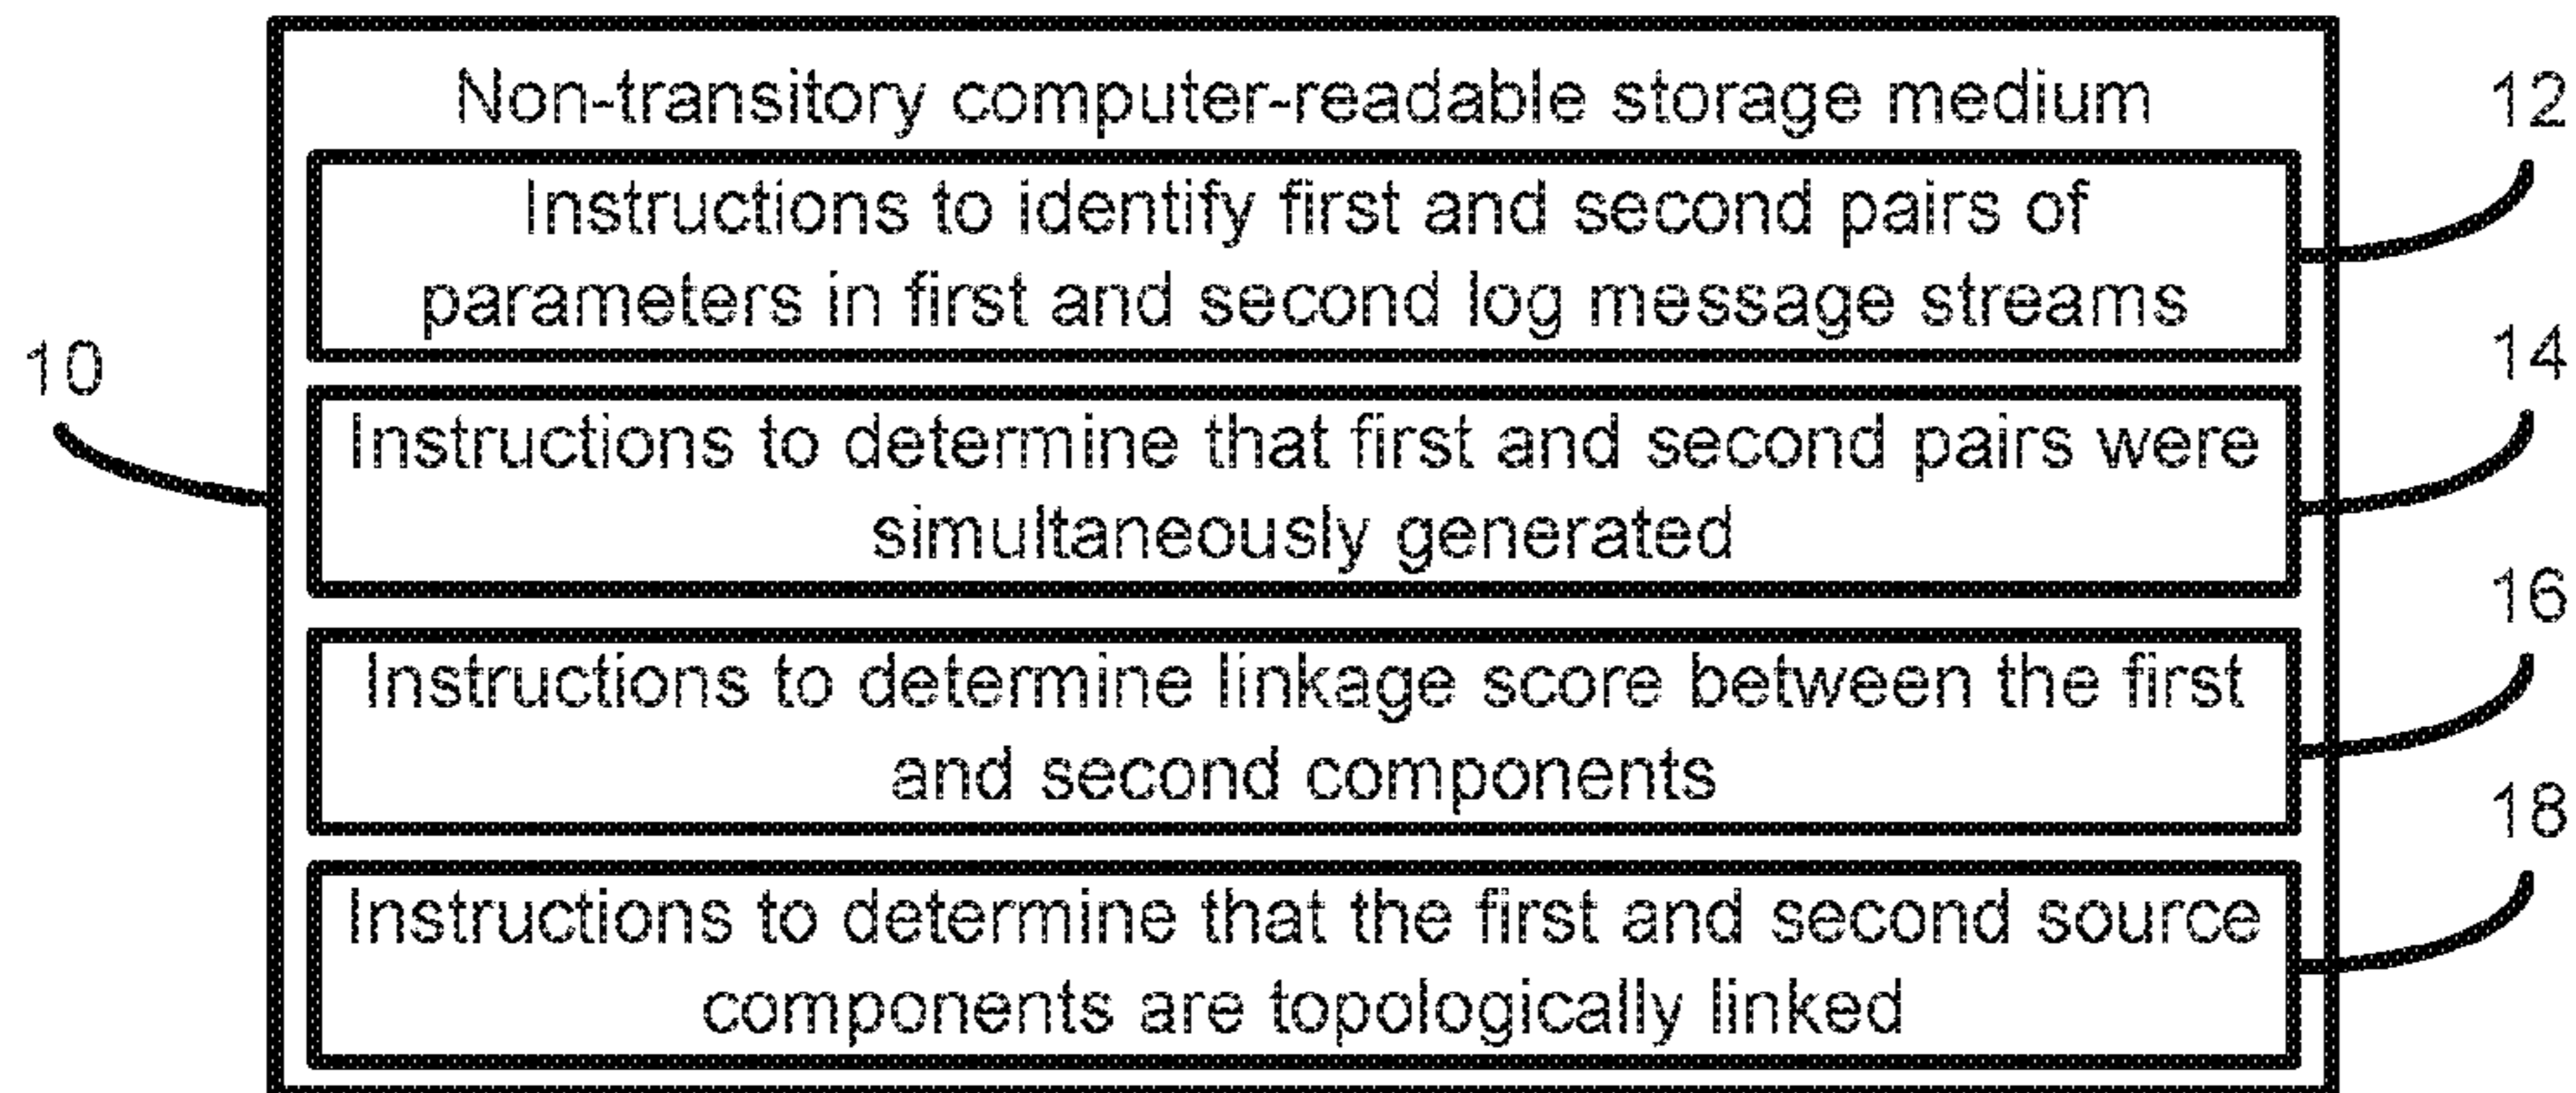 Non-transitory computer-readable storage medium
12
Instructions to identify first and second pairs of
parameters in first and second log message streams
10
14
Instructions to determine that first and second pairs were
simultaneously generated
16
Instructions to determine linkage score between the first
and second components
18
Instructions to determine that the first and second source
components are topologically linked